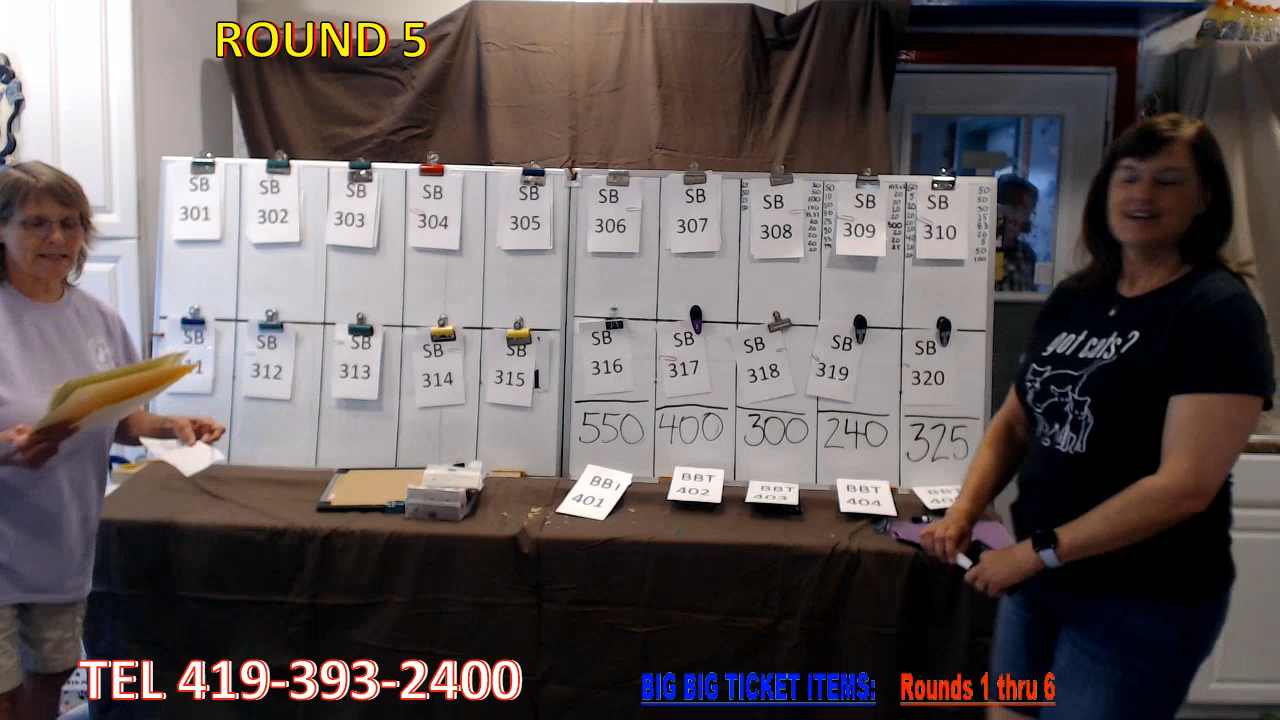 ROUND 5
SB 301
SB 302
SB 303
SB 304
SB 305
SB 306
SB 307
SB 308
SB 309
SB 310
SB
SB 312
SB 313
SB 314
SB 315
SB 316
SB 317
SB 318
SB 319
SB 320
550
400
300
240
325
BBT 401
BBT 402
BBT 403
BBT 404
got cats?
TEL 419-393-2400
BIG BIG TICKET ITEMS: Rounds 1 thru 6